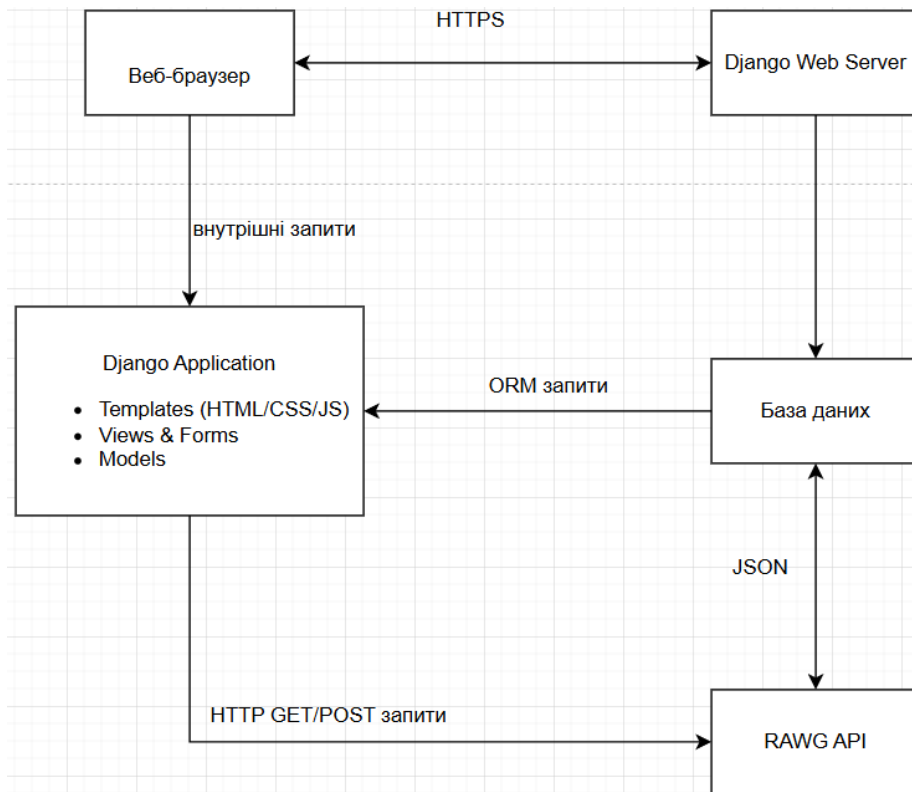 HTTPS
Веб-браузер
Django Web Server
внутрішні запити
Django Application
• Templates (HTML/CSS/JS)
• Views & Forms
• Models
ORM запити
База даних
JSON
HTTP GET/POST запити
RAWG API